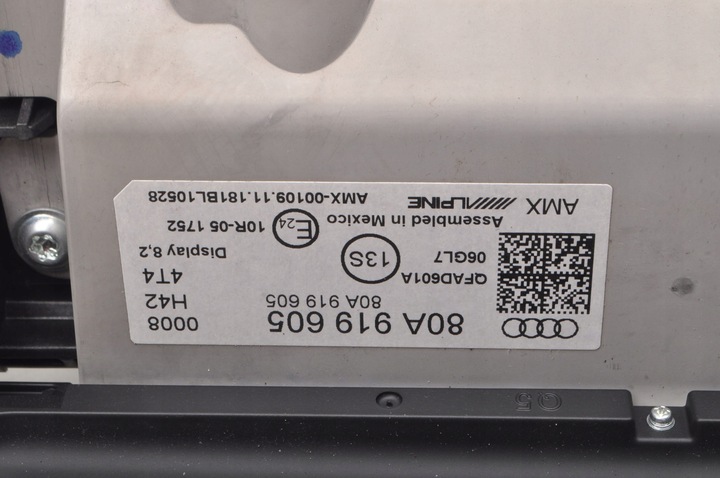 Q5
80A 919 605
0008
80A 919 605
H42
QFAD601A
13S
4T4
06GL7
Display 8,2
Assembled in Mexico
E24
10R-05 1752
AMX
ALPINE
AMX-00109.11.181BL10528